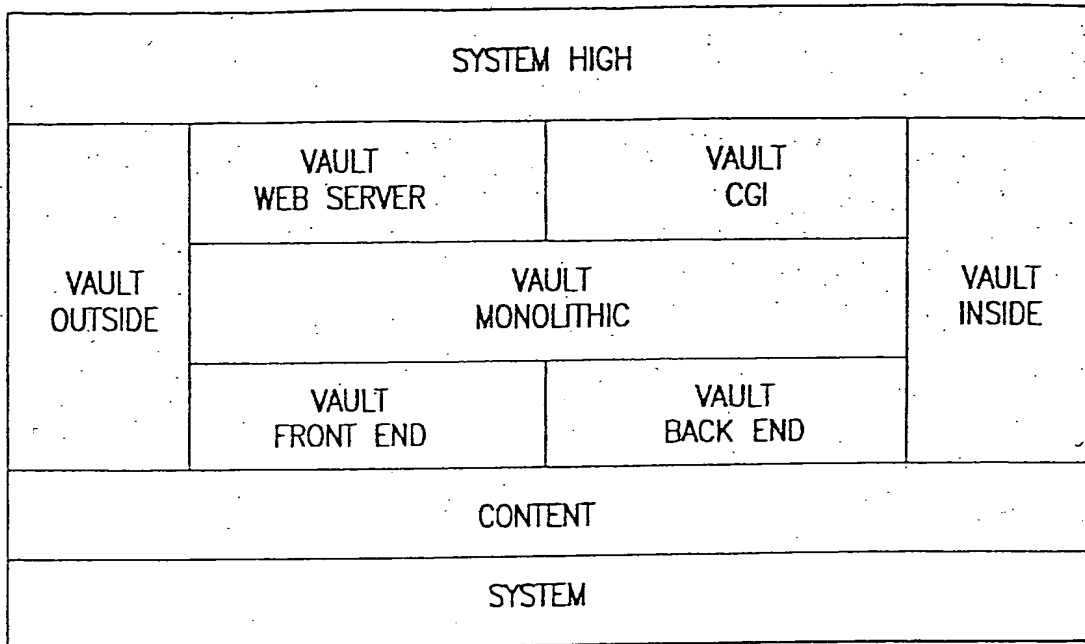 SYSTEM HIGH
VAULT
WEB SERVER
VAULT
CGI
VAULT
OUTSIDE
VAULT
MONOLITHIC
VAULT
INSIDE
VAULT
FRONT END
VAULT
BACK END
CONTENT
SYSTEM